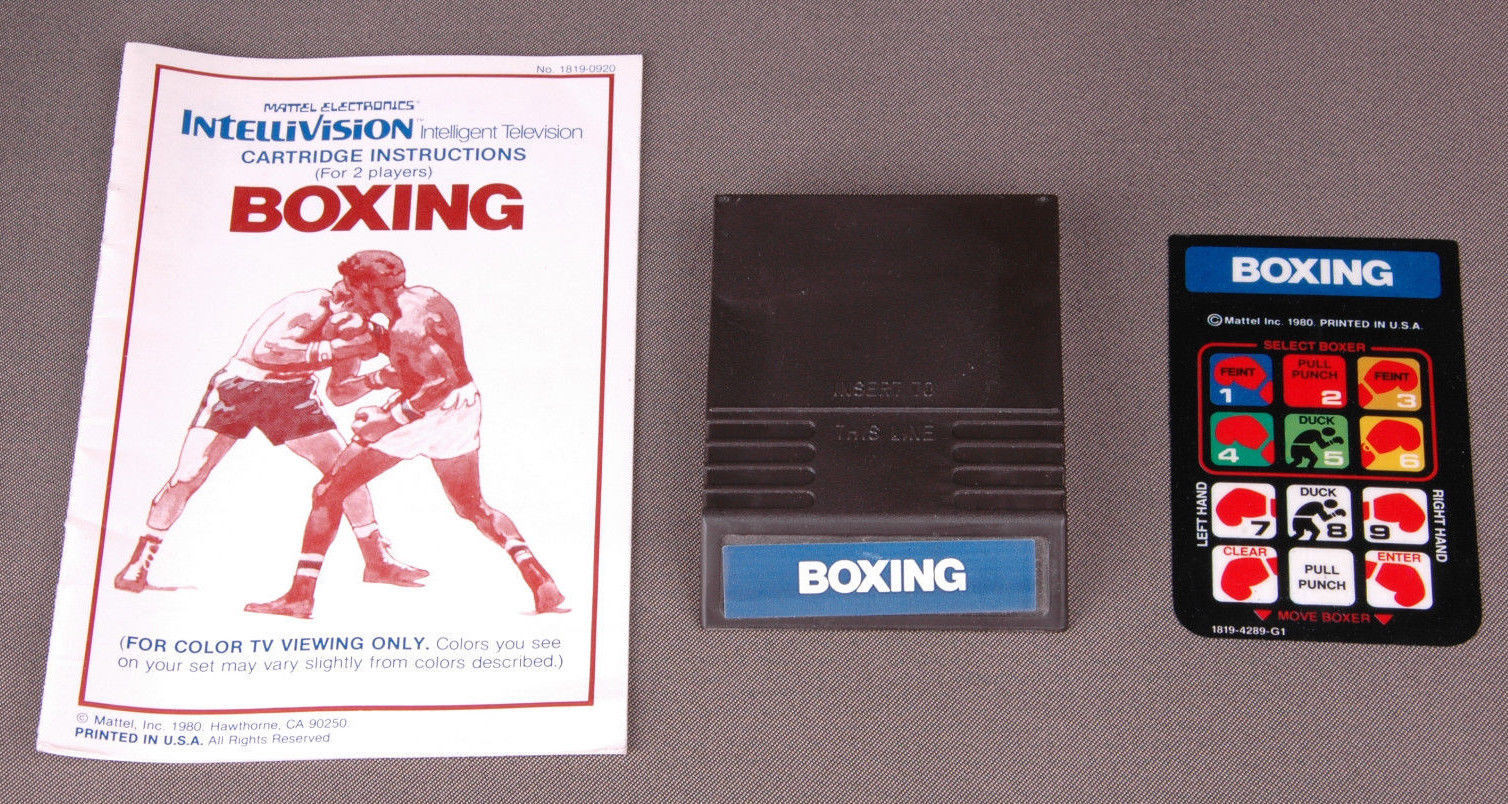 No. 1819-0920
MATTEL ELECTRONICS™
INTELLIVISION™ Intelligent Television
CARTRIDGE INSTRUCTIONS
(For 2 players)
BOXING
(FOR COLOR TV VIEWING ONLY. Colors you see
on your set may vary slightly from colors described.)
© Mattel, Inc. 1980. Hawthorne, CA 90250.
PRINTED IN U.S.A. All Rights Reserved
INSERT TO
THIS LINE
BOXING
BOXING
© Mattel Inc. 1980. PRINTED IN U.S.A.
SELECT BOXER
FEINT 1
PULL PUNCH 2
FEINT 3
4
DUCK 5
6
LEFT HAND
7
DUCK 8
9
RIGHT HAND
CLEAR
PULL PUNCH
ENTER
MOVE BOXER
1819-4289-G1